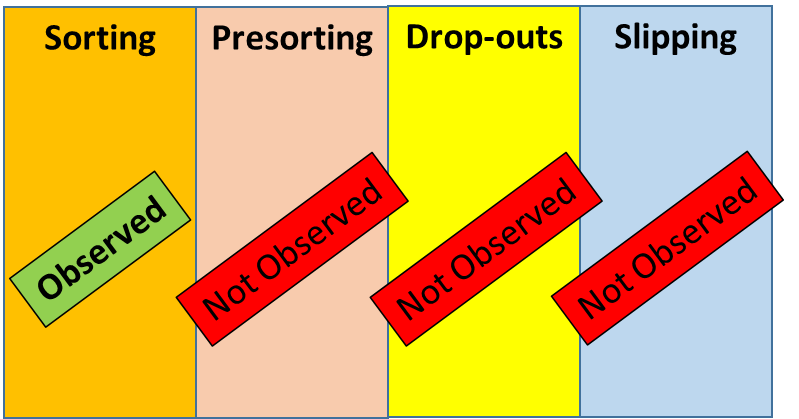 Sorting
Presorting
Drop-outs
Slipping
Observed
Not Observed
Not Observed
Not Observed